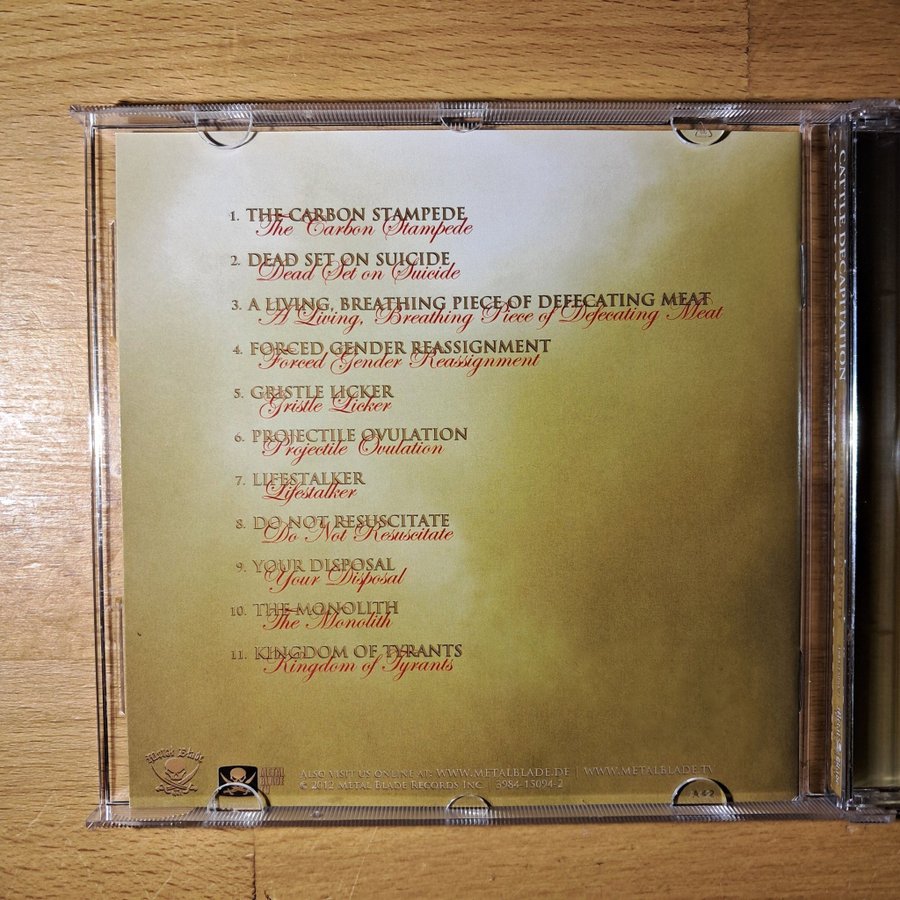 1. THE CARBON STAMPEDE
The Carbon Stampede
2. DEAD SET ON SUICIDE
Dead Set on Suicide
3. A LIVING, BREATHING PIECE OF DEFECATING MEAT
A Living, Breathing Piece of Defecating Meat
4. FORCED GENDER REASSIGNMENT
Forced Gender Reassignment
5. GRISTLE LICKER
Gristle Licker
6. PROJECTILE OVULATION
Projectile Ovulation
7. LIFESTALKER
Lifestalker
8. DO NOT RESUSCITATE
Do Not Resuscitate
9. YOUR DISPOSAL
Your Disposal
10. THE MONOLITH
The Monolith
11. KINGDOM OF TYRANTS
Kingdom of Tyrants
Metal Blade
METAL
BLADE
ALSO VISIT US ONLINE AT: WWW.METALBLADE.DE | WWW.METALBLADE.TV
© 2012 METAL BLADE RECORDS INC. 3984-15094-2
CATTLE DECAPITATION